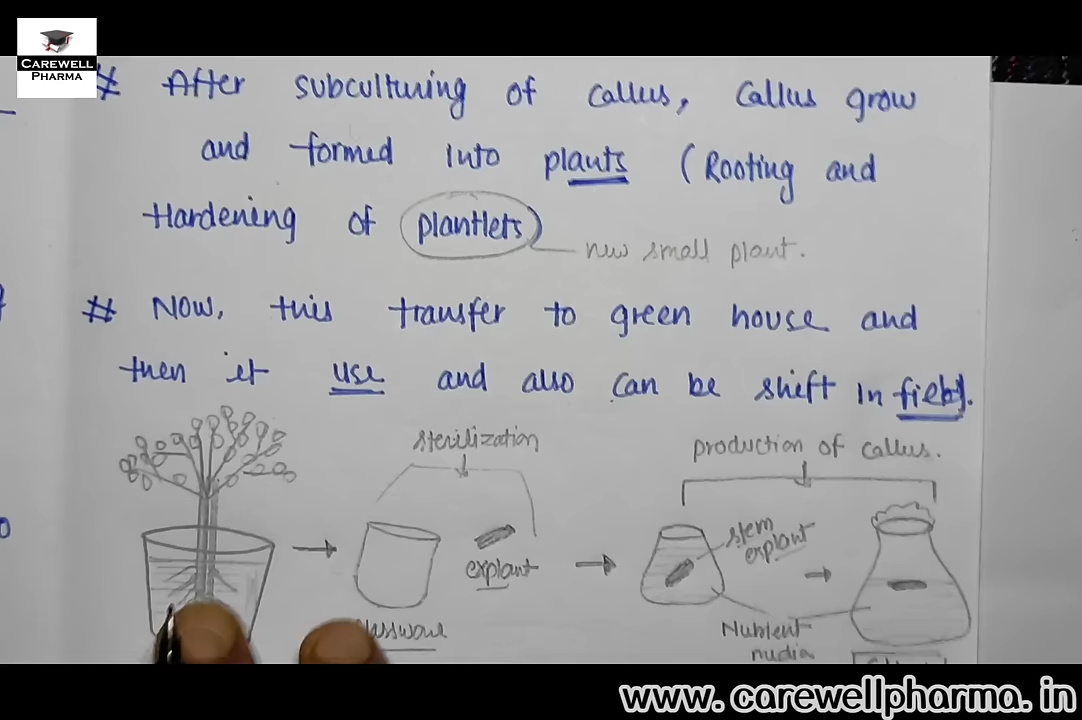 CAREWELL
PHARMA
# After subculturing of callus, callus grow
and formed into plants (Rooting and
Hardening of plantlets)
new small plant.
# Now, this transfer to green house and
then it use and also can be shift in field).
sterilization
production of callus.
explant
stem
explant
Nutrient
media
www.carewellpharma.in